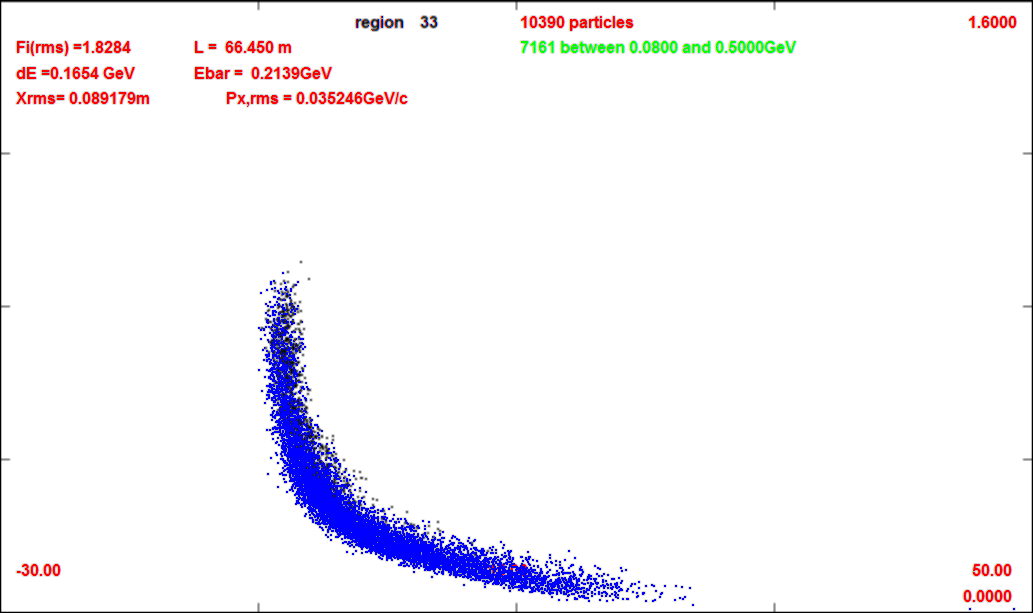 region 33 10390 particles 1.6000
Fi(rms) =1.8284 L = 66.450 m 7161 between 0.0800 and 0.5000GeV
dE =0.1654 GeV Ebar = 0.2139GeV
Xrms= 0.089179m Px,rms = 0.035246GeV/c
-30.00 50.00
0.0000